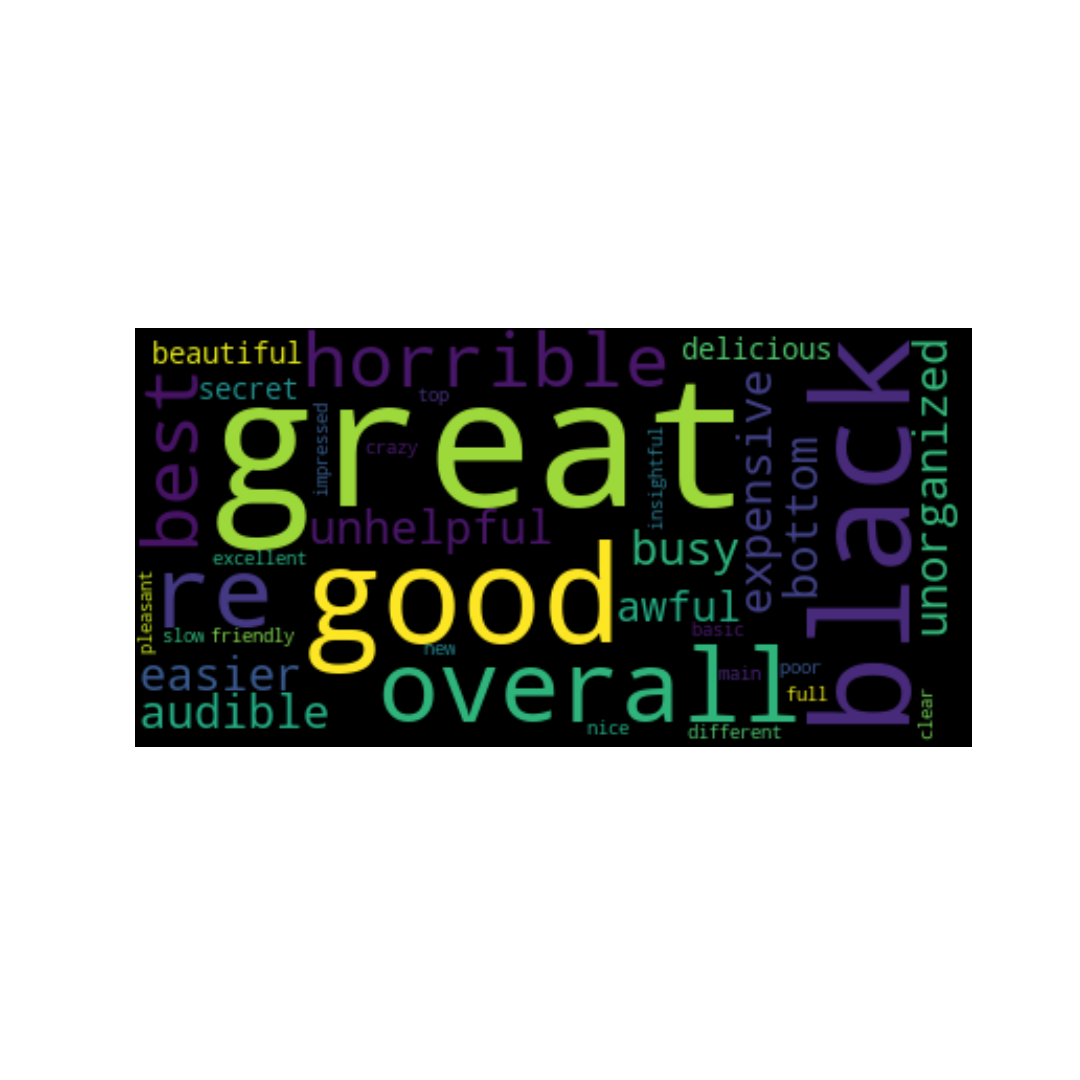 beautiful
horrible
delicious
secret
top
best
great
impressed
crazy
insightful
expensive
bottom
black
unorganized
unhelpful
busy
excellent
re
good
awful
pleasant
slow
friendly
new
basic
easier
overall
main
poor
full
audible
nice
different
clear